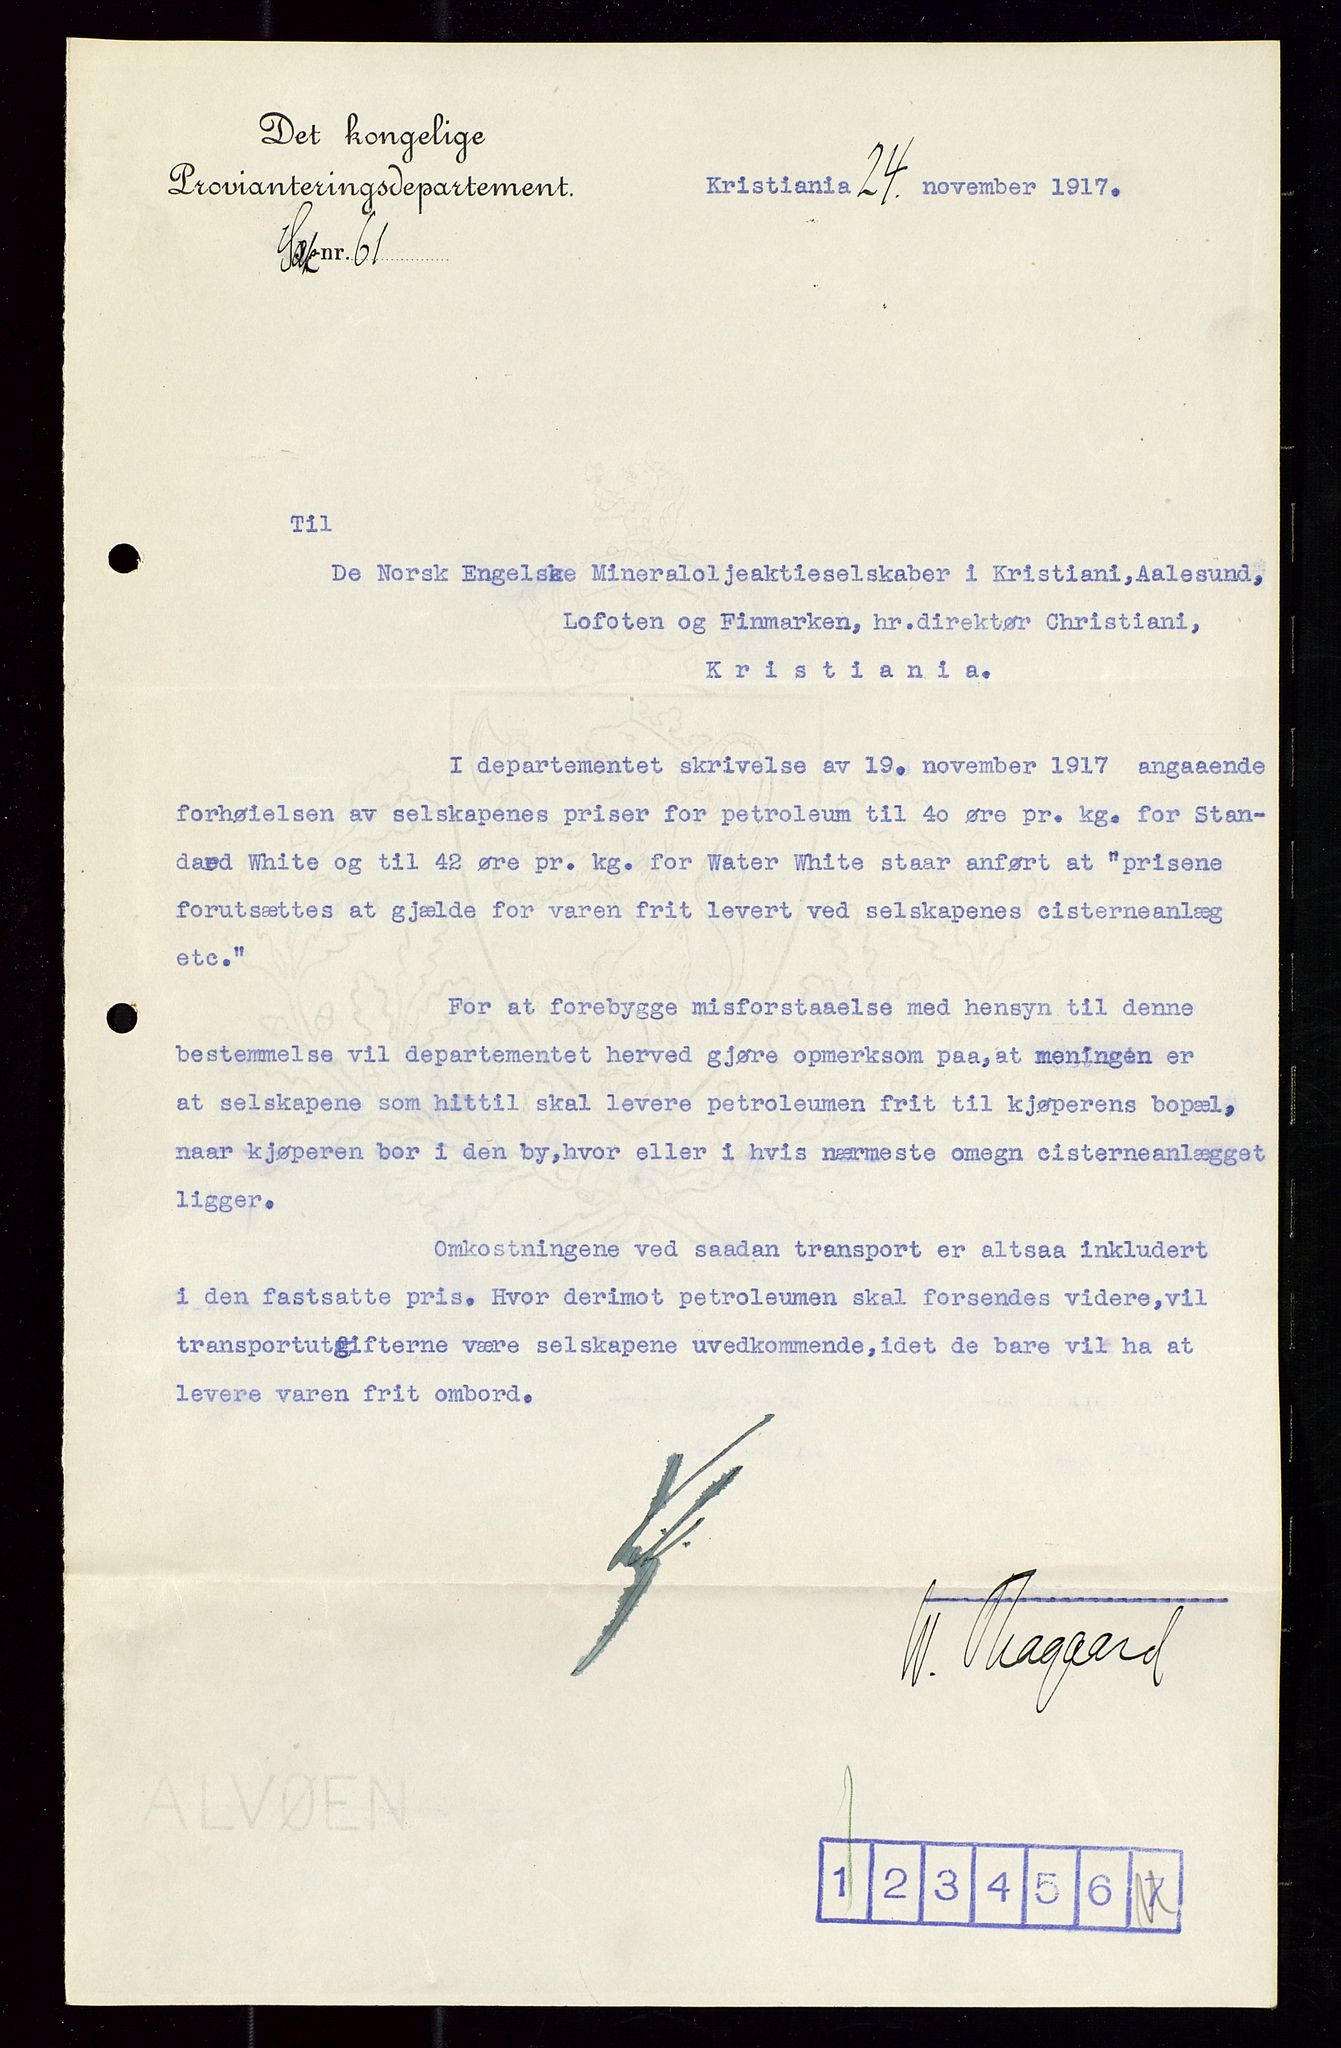 Det kongelige
Provianteringsdepartement.
Kristiania 24. november 1917.
Sak nr. 61
Til
De Norsk Engelske Mineraloljeaktieselskaber i Kristiani, Aalesund,
Lofoten og Finmarken, hr.direktør Christiani,
K r i s t i a n i a.
I departementet skrivelse av 19. november 1917 angaaende
forhøielsen av selskapenes priser for petroleum til 4o øre pr. kg. for Stan-
dard White og til 42 øre pr. kg. for Water White staar anført at "prisene
forutsættes at gjælde for varen frit levert ved selskapenes cisterneanlæg
etc."
For at forebygge misforstaaelse med hensyn til denne
bestemmelse vil departementet herved gjøre opmerksom paa, at meningen er
at selskapene som hittil skal levere petroleumen frit til kjøperens bopæl,
naar kjøperen bor i den by, hvor eller i hvis nærmeste omegn cisterneanlægget
ligger.
Omkostningene ved saadan transport er altsaa inkludert
i den fastsatte pris. Hvor derimot petroleumen skal forsendes videre, vil
transportutgifterne være selskapene uvedkommende, idet de bare vil ha at
levere varen frit ombord.
ALVØEN
1 2 3 4 5 6 7